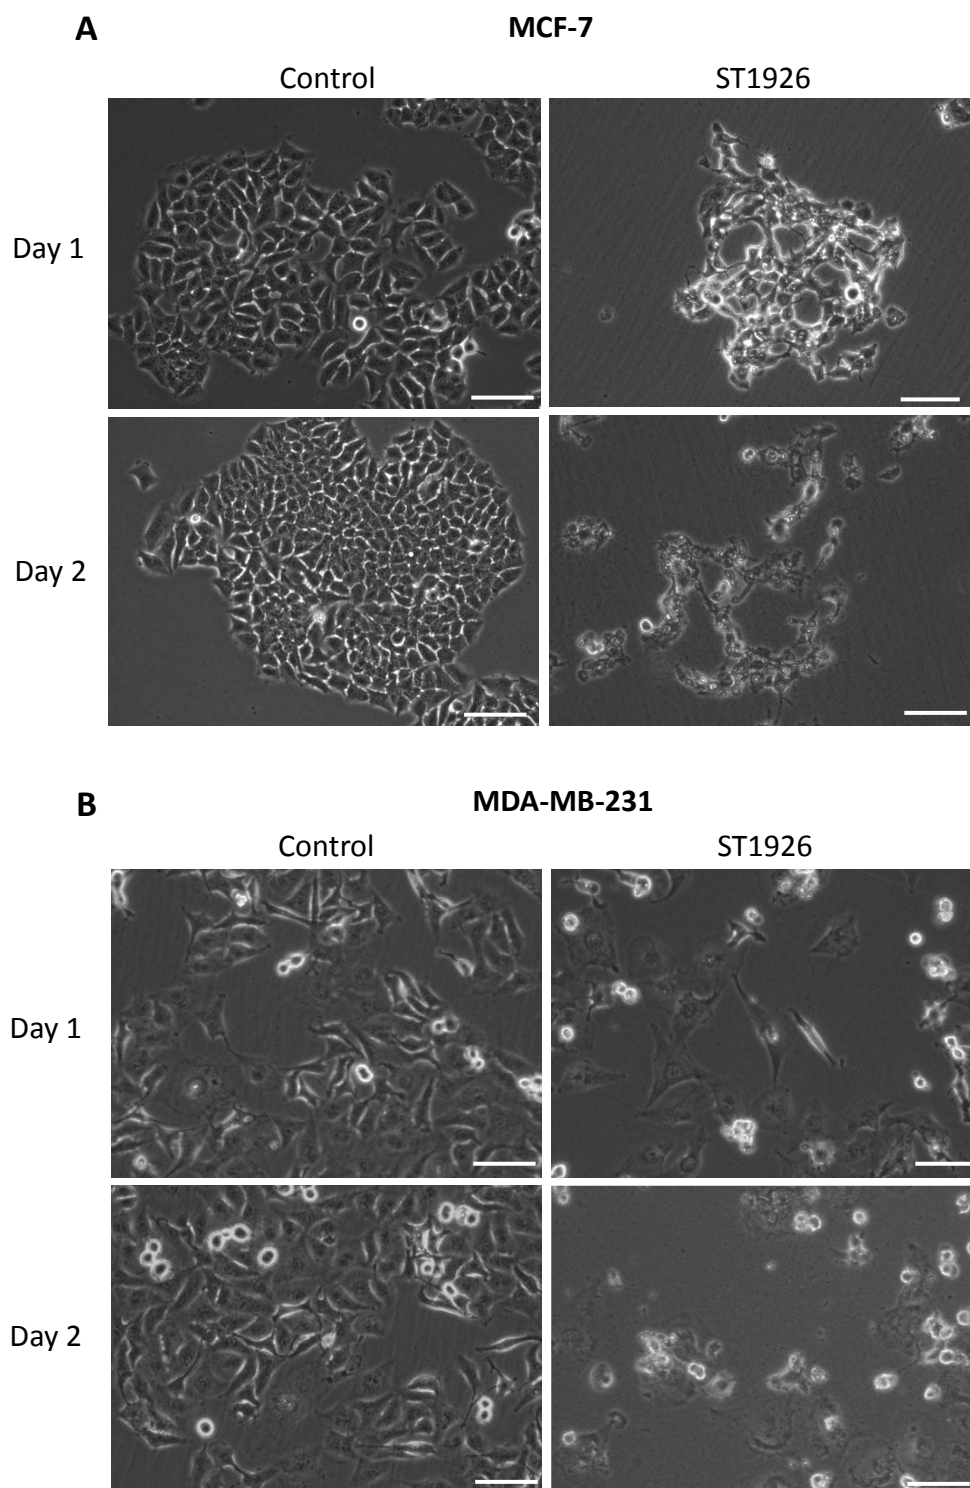 A
MCF-7
Control
ST1926
Day 1
Day 2
B
MDA-MB-231
Control
ST1926
Day 1
Day 2